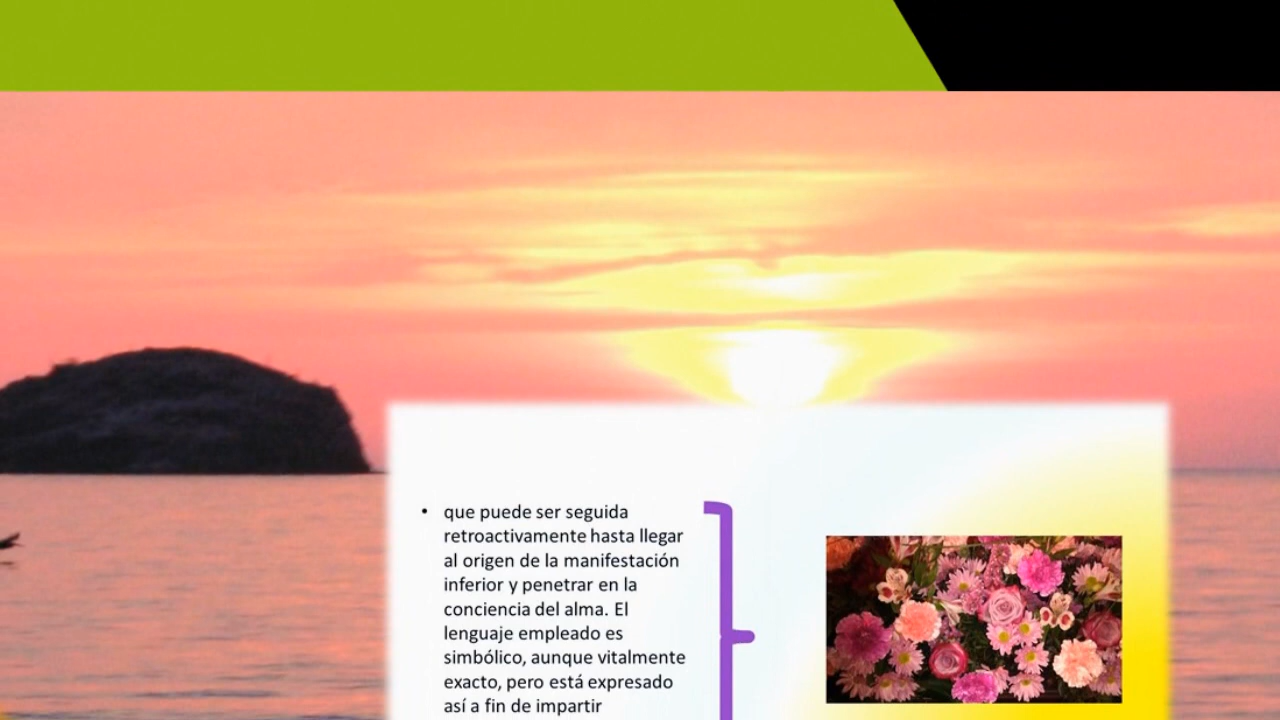 • que puede ser seguida
retroactivamente hasta llegar
al origen de la manifestación
inferior y penetrar en la
conciencia del alma. El
lenguaje empleado es
simbólico, aunque vitalmente
exacto, pero está expresado
así a fin de impartir